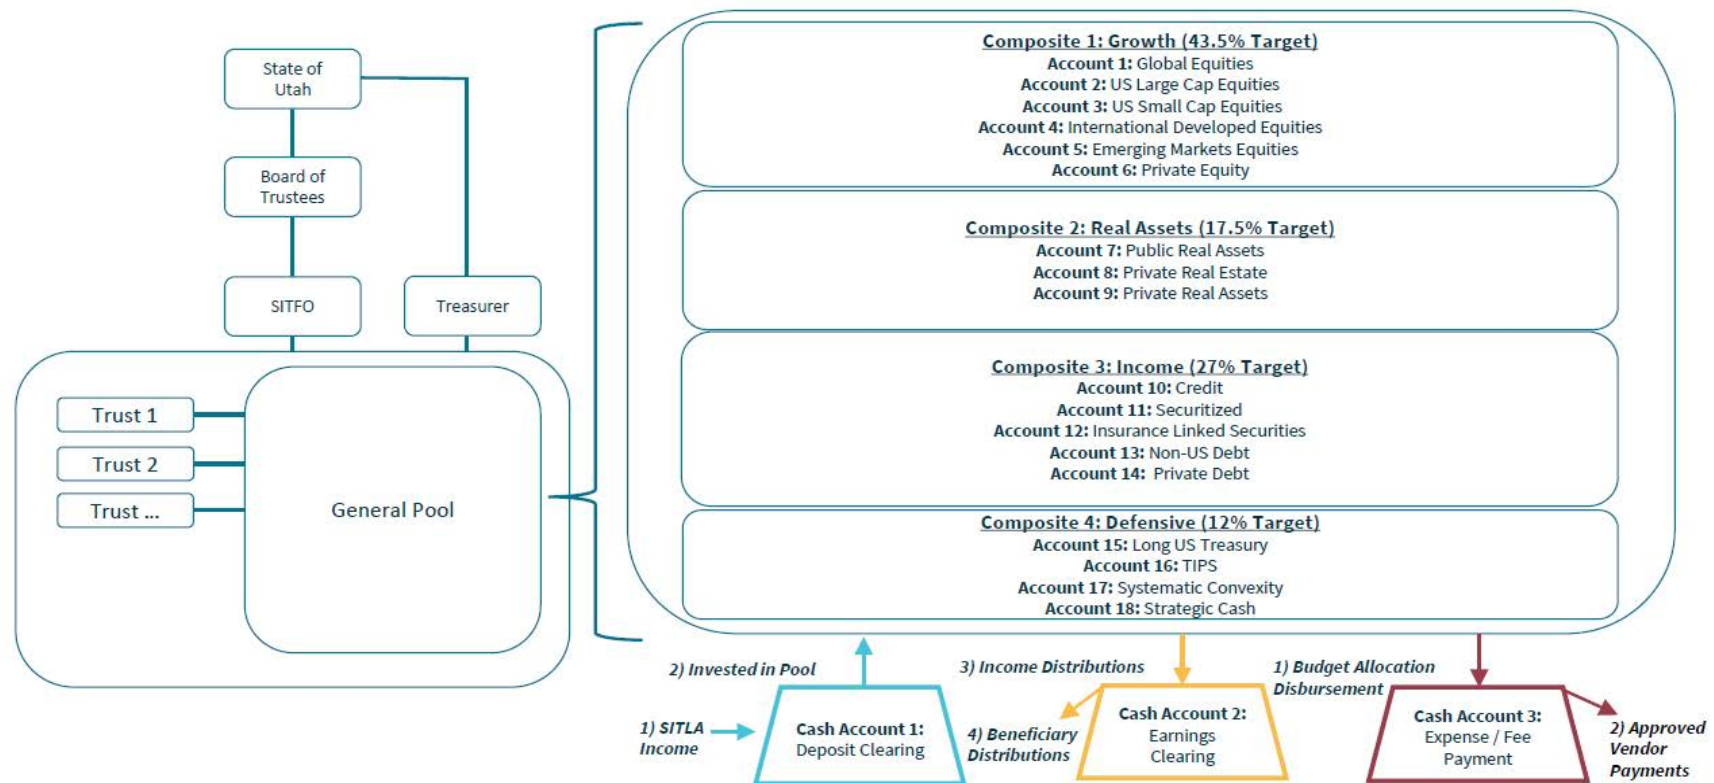 State of
Utah
Board of
Trustees
SITFO
Treasurer
Trust 1
Trust 2
Trust ...
General Pool
Composite 1: Growth (43.5% Target)
Account 1: Global Equities
Account 2: US Large Cap Equities
Account 3: US Small Cap Equities
Account 4: International Developed Equities
Account 5: Emerging Markets Equities
Account 6: Private Equity
Composite 2: Real Assets (17.5% Target)
Account 7: Public Real Assets
Account 8: Private Real Estate
Account 9: Private Real Assets
Composite 3: Income (27% Target)
Account 10: Credit
Account 11: Securitized
Account 12: Insurance Linked Securities
Account 13: Non-US Debt
Account 14: Private Debt
Composite 4: Defensive (12% Target)
Account 15: Long US Treasury
Account 16: TIPS
Account 17: Systematic Convexity
Account 18: Strategic Cash
2) Invested in Pool
1) SITLA
Income
Cash Account 1:
Deposit Clearing
3) Income Distributions
4) Beneficiary
Distributions
Cash Account 2:
Earnings
Clearing
1) Budget Allocation
Disbursement
Cash Account 3:
Expense / Fee
Payment
2) Approved
Vendor
Payments